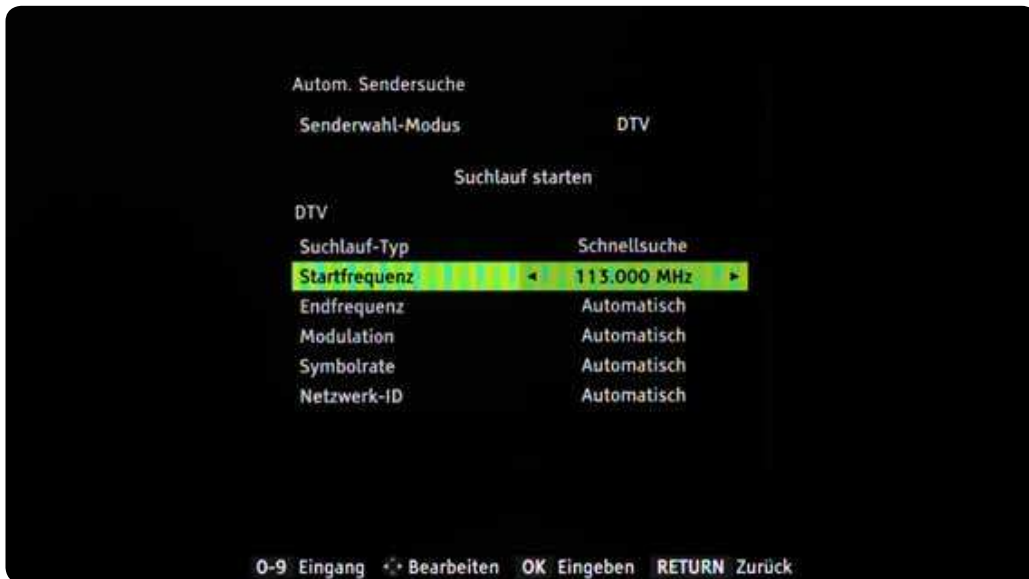 Autom. Sendersuche
Senderwahl-Modus DTV
Suchlauf starten
DTV
Suchlauf-Typ Schnellsuche
Startfrequenz 113.000 MHz
Endfrequenz Automatisch
Modulation Automatisch
Symbolrate Automatisch
Netzwerk-ID Automatisch
0-9 Eingang Bearbeiten OK Eingeben RETURN Zurück